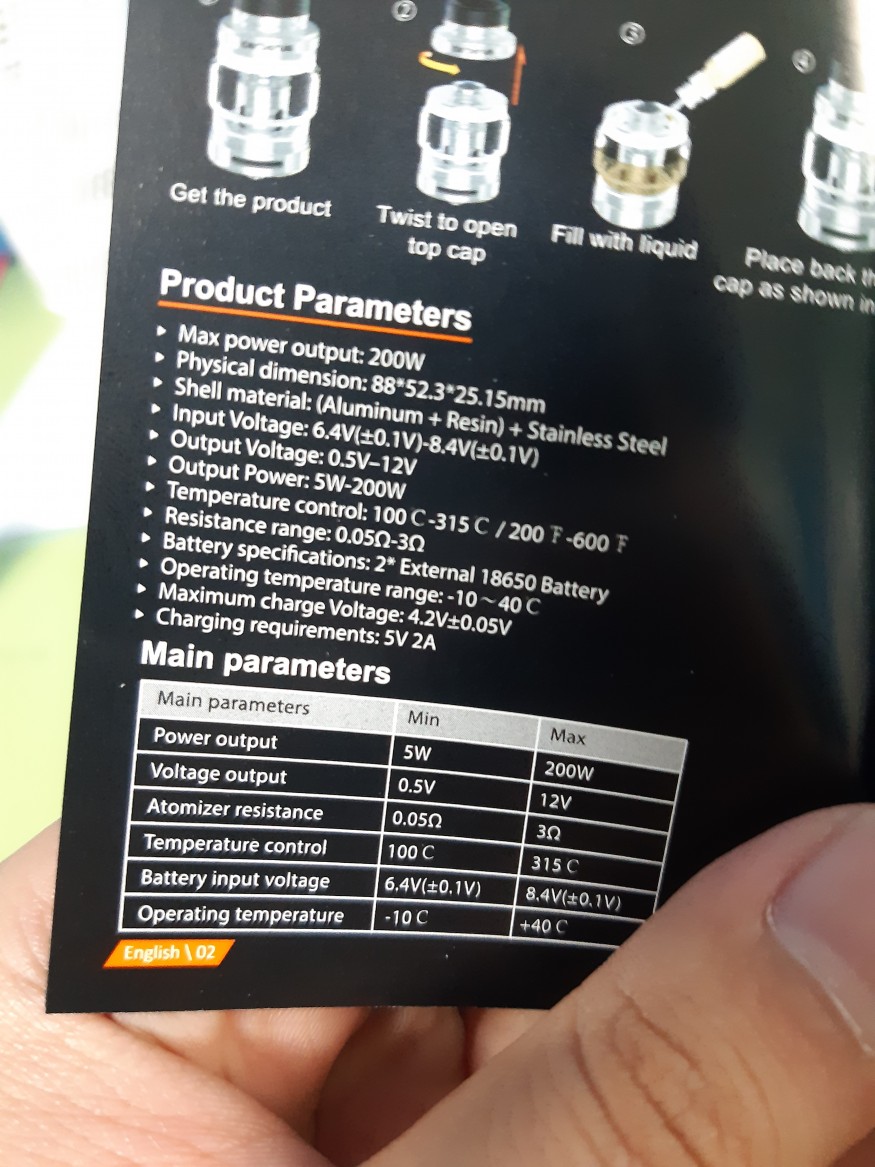 ②
③
④
Get the product
Twist to open
top cap
Fill with liquid
Place back th
cap as shown in
Product Parameters
▸ Max power output: 200W
▸ Physical dimension: 88*52.3*25.15mm
▸ Shell material: (Aluminum + Resin) + Stainless Steel
▸ Input Voltage: 6.4V(±0.1V)-8.4V(±0.1V)
▸ Output Voltage: 0.5V–12V
▸ Output Power: 5W-200W
▸ Temperature control: 100℃-315℃ / 200℉-600℉
▸ Resistance range: 0.05Ω-3Ω
▸ Battery specifications: 2* External 18650 Battery
▸ Operating temperature range: -10～40℃
▸ Maximum charge Voltage: 4.2V±0.05V
▸ Charging requirements: 5V 2A
Main parameters
Main parameters Min Max
Power output 5W 200W
Voltage output 0.5V 12V
Atomizer resistance 0.05Ω 3Ω
Temperature control 100℃ 315℃
Battery input voltage 6.4V(±0.1V) 8.4V(±0.1V)
Operating temperature -10℃ +40℃
English \ 02